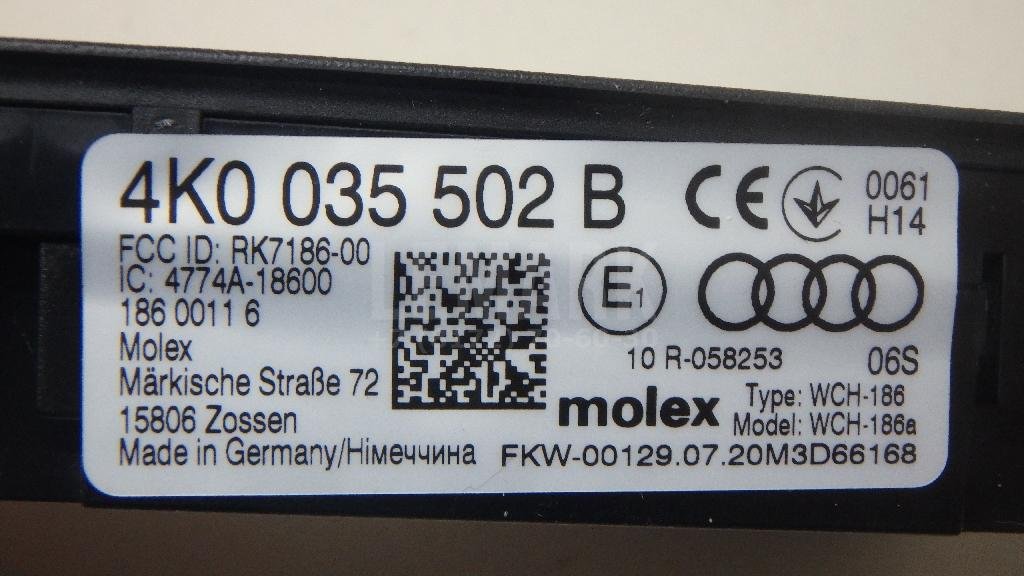 4K0 035 502 B
CE
0061
H14
FCC ID: RK7186-00
IC: 4774A-18600
186 0011 6
Molex
Märkische Straße 72
15806 Zossen
Made in Germany/Німеччина
E1
10 R-058253
06S
molex
Type: WCH-186
Model: WCH-186a
FKW-00129.07.20M3D66168